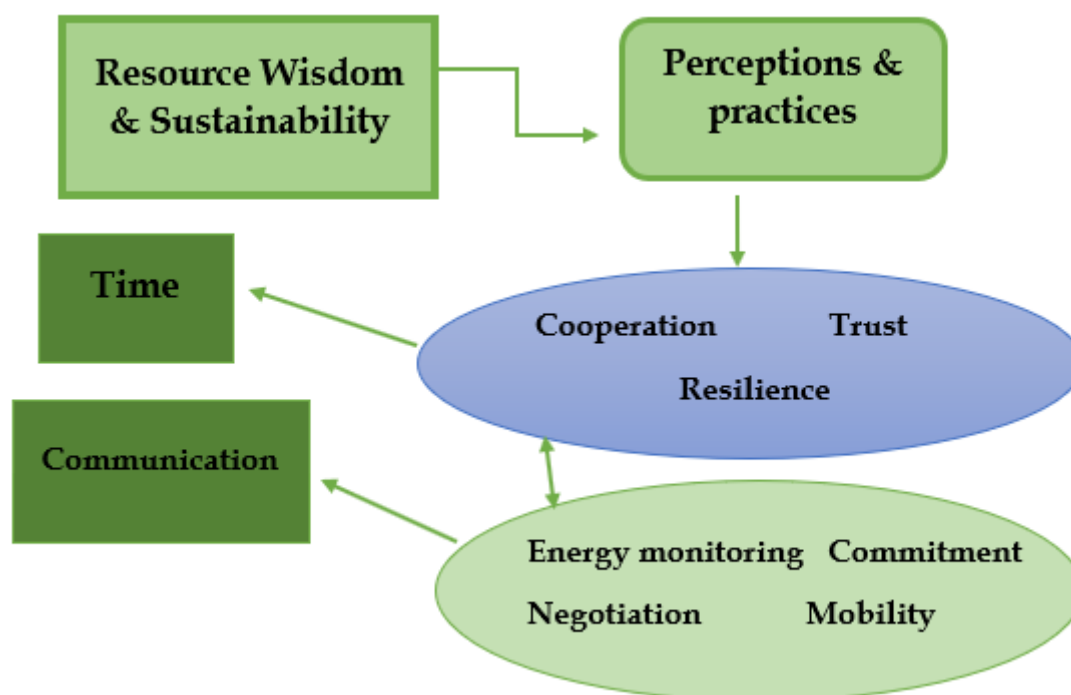 Resource Wisdom
& Sustainability
Perceptions &
practices
Time
Cooperation Trust
Resilience
Communication
Energy monitoring Commitment
Negotiation Mobility